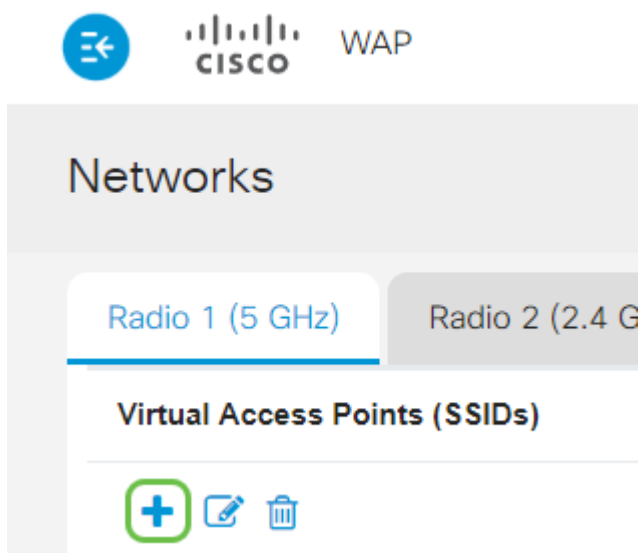 CISCO WAP
Networks
Radio 1 (5 GHz) Radio 2 (2.4 G
Virtual Access Points (SSIDs)